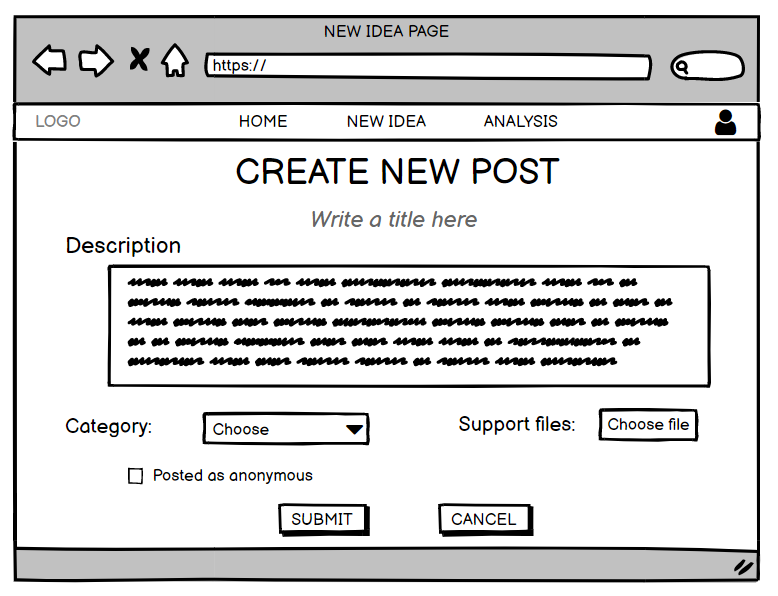 NEW IDEA PAGE
https://
LOGO HOME NEW IDEA ANALYSIS
CREATE NEW POST
Write a title here
Description
Category: Choose Support files: Choose file
Posted as anonymous
SUBMIT CANCEL